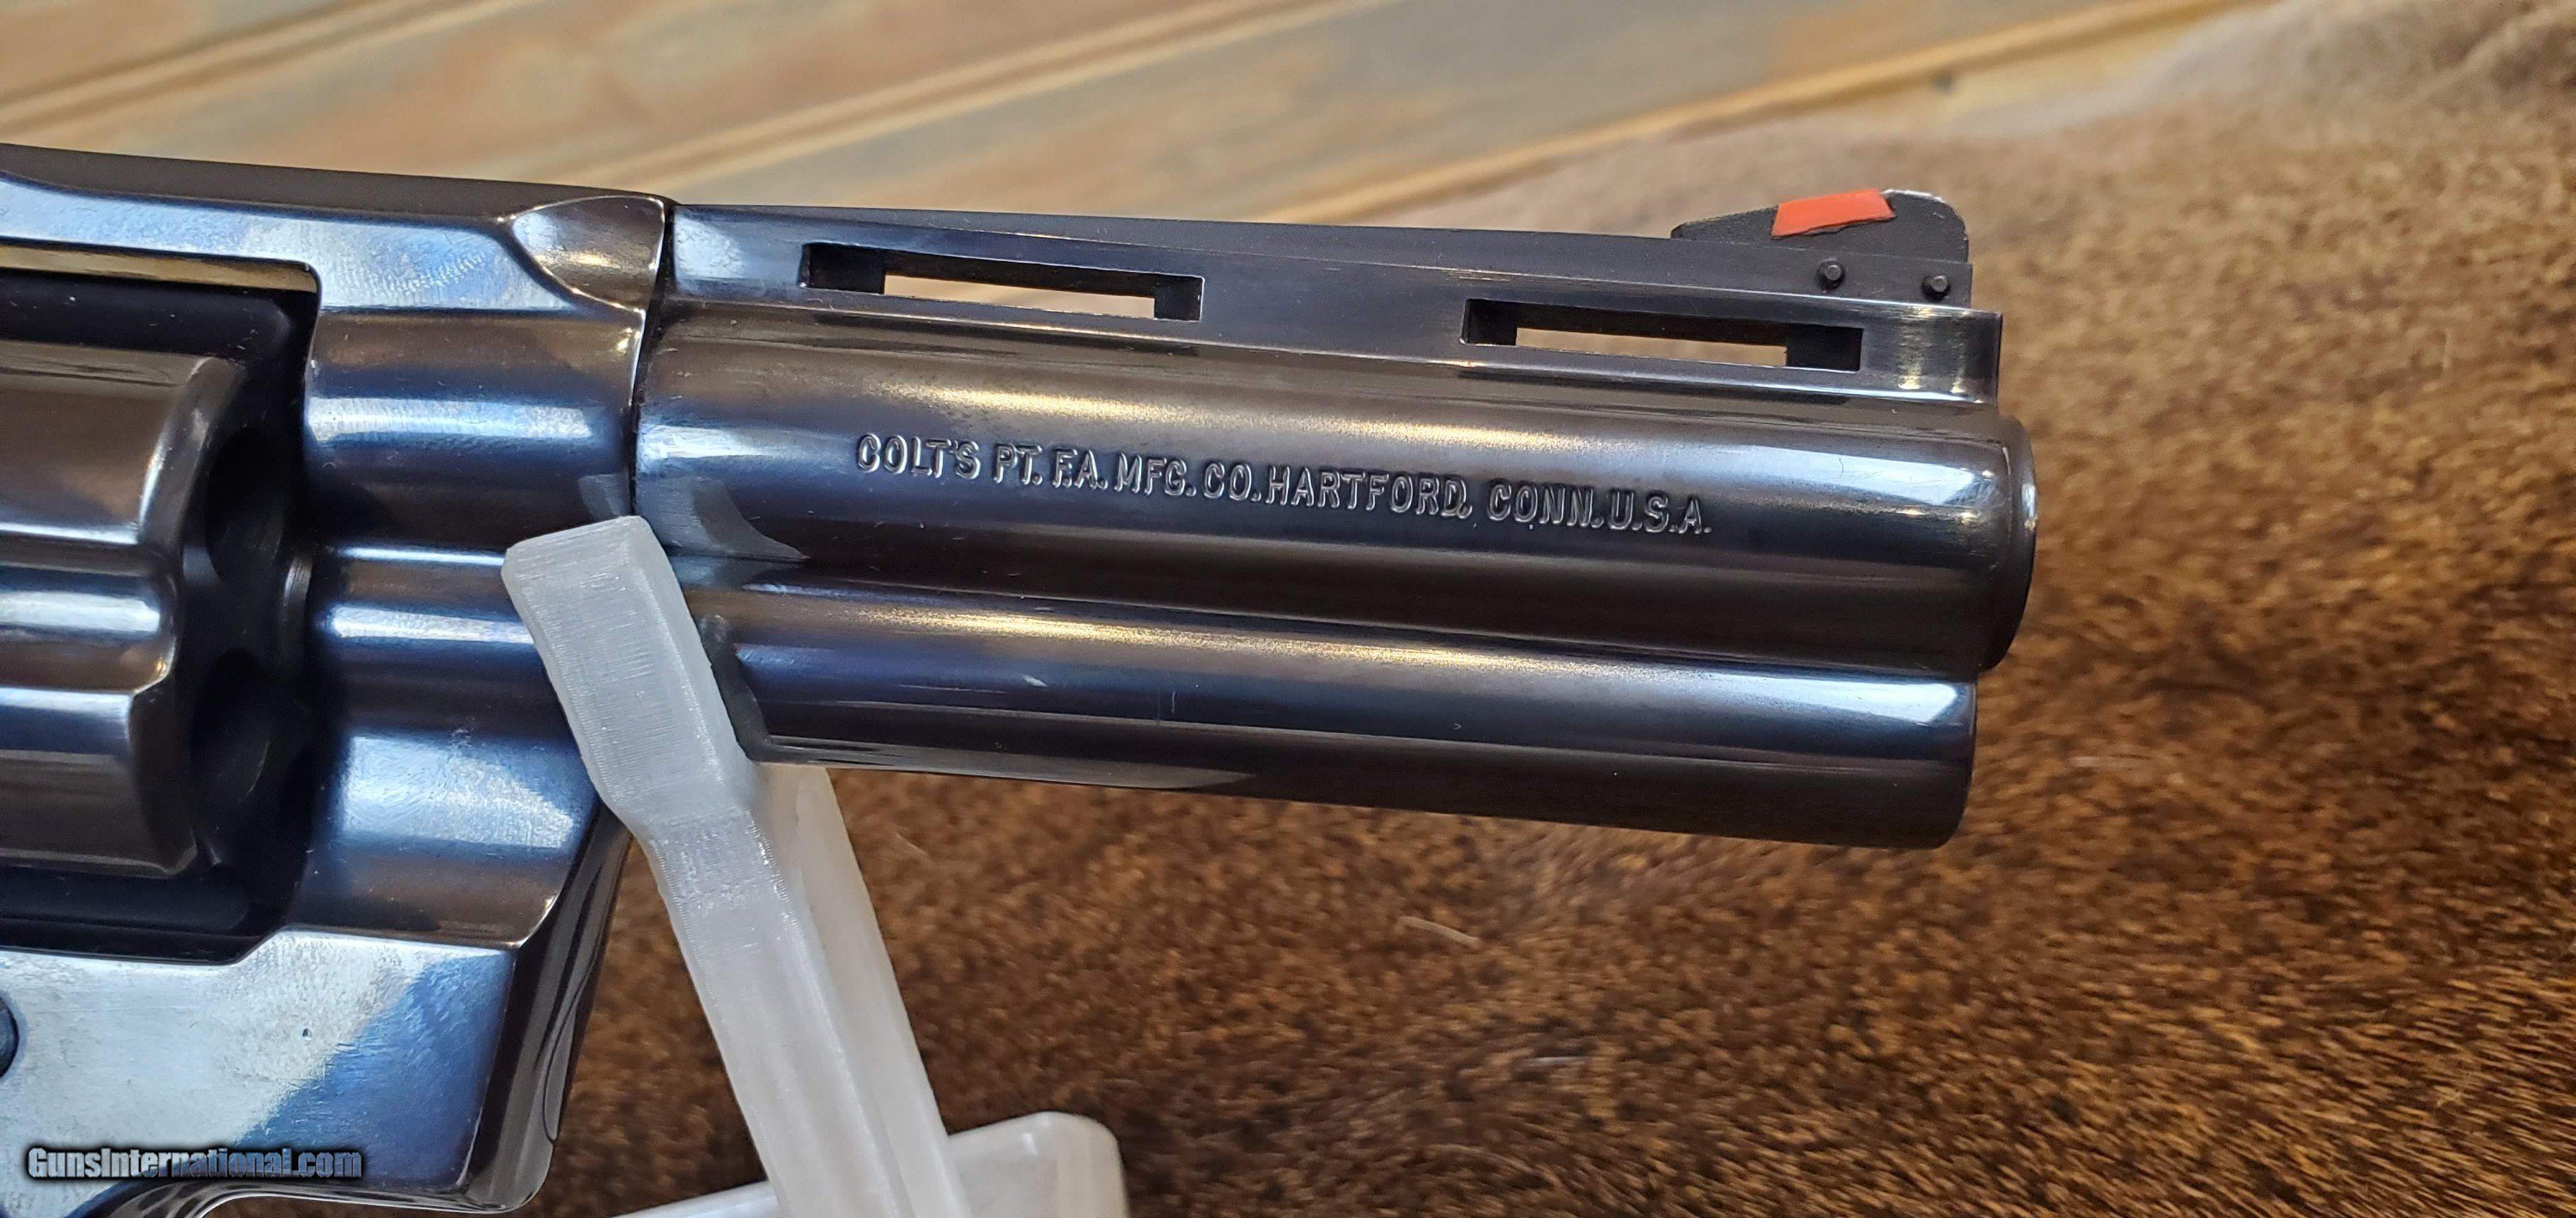 COLT'S PT. F.A. MFG. CO. HARTFORD, CONN. U.S.A.
GunsInternational.com